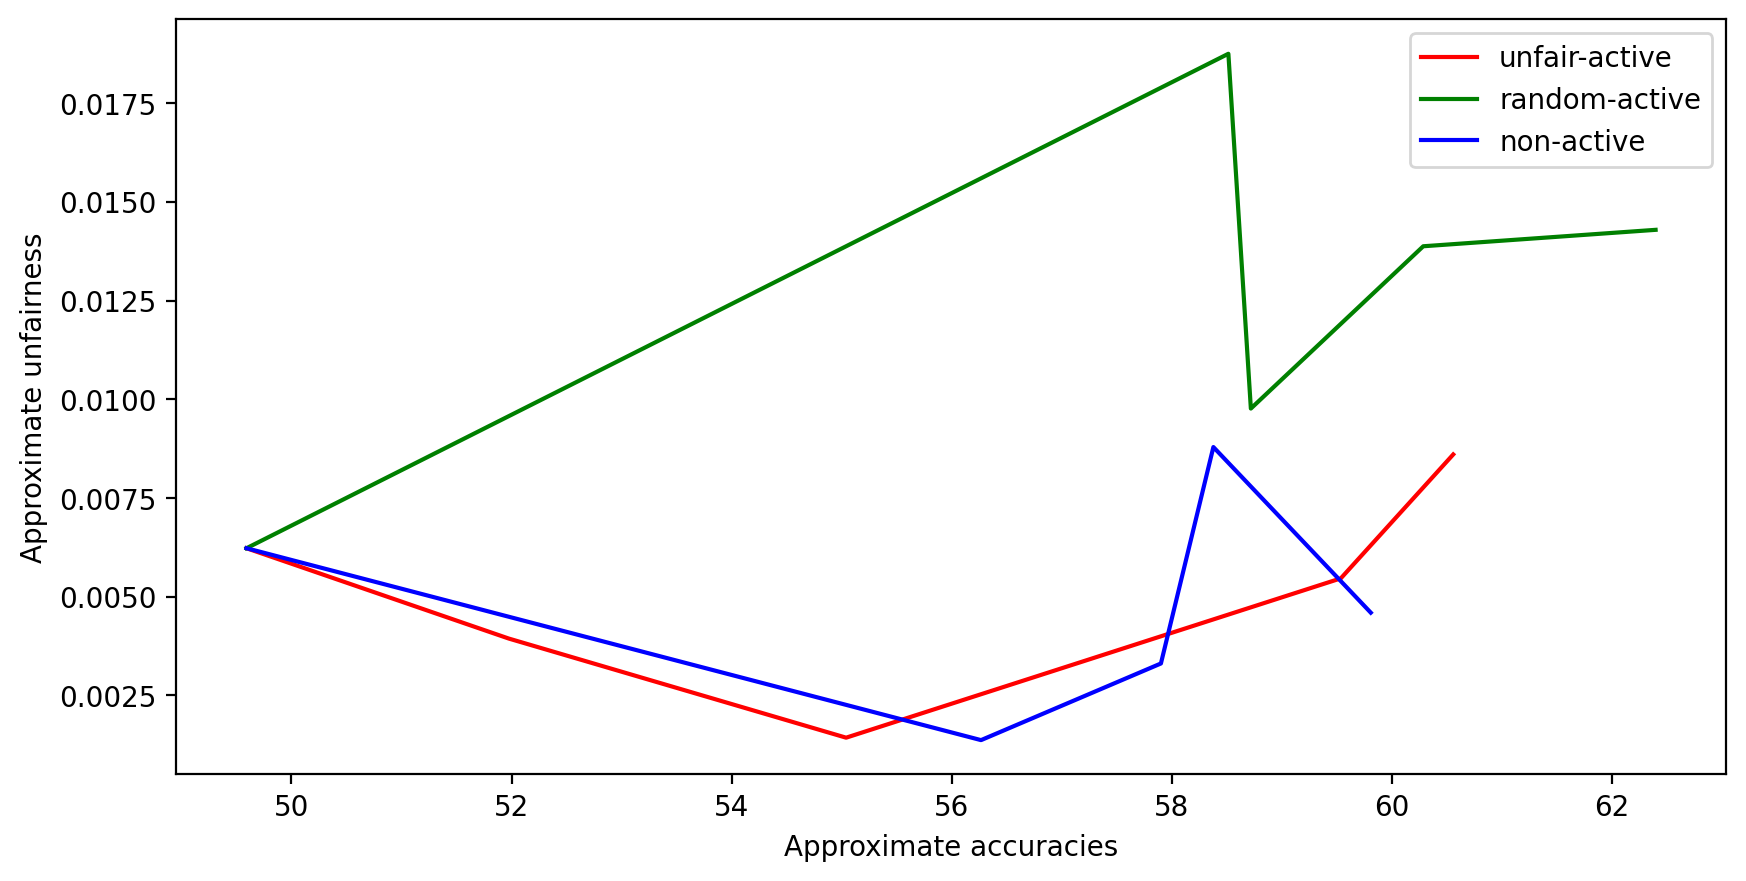 unfair-active
random-active
non-active
Approximate unfairness
0.0175
0.0150
0.0125
0.0100
0.0075
0.0050
0.0025
50 52 54 56 58 60 62
Approximate accuracies